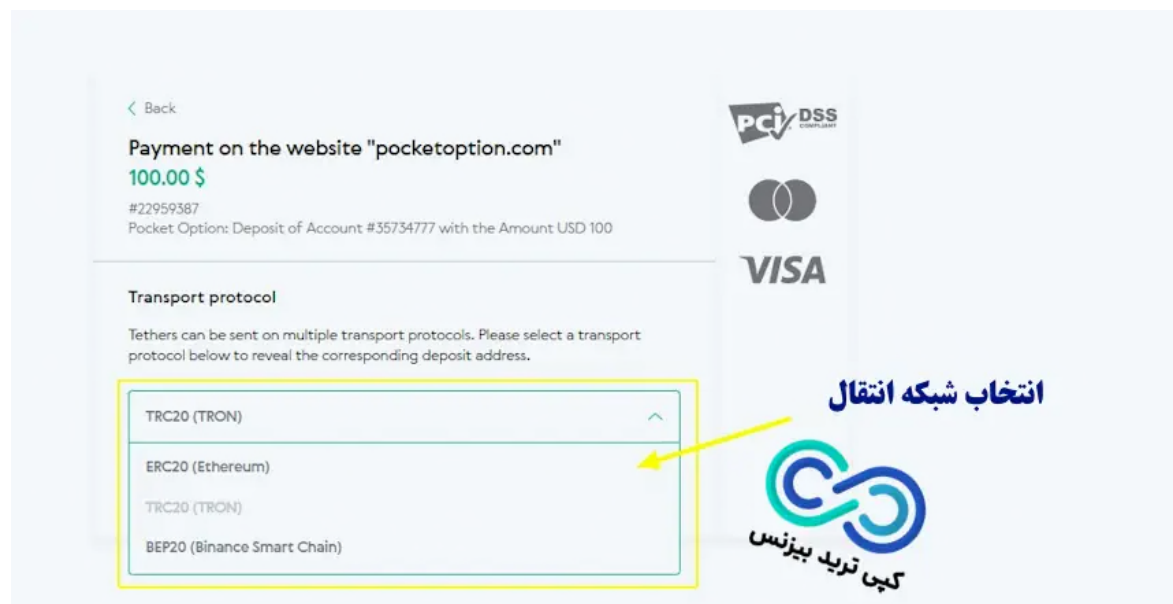 Back
Payment on the website "pocketoption.com"
100.00 $
#22959387
Pocket Option: Deposit of Account #35734777 with the Amount USD 100
Transport protocol
Tethers can be sent on multiple transport protocols. Please select a transport
protocol below to reveal the corresponding deposit address.
TRC20 (TRON)
ERC20 (Ethereum)
TRC20 (TRON)
BEP20 (Binance Smart Chain)
PCI DSS
COMPLIANT
VISA
انتخاب شبکه انتقال
کپی ترید بیزنس